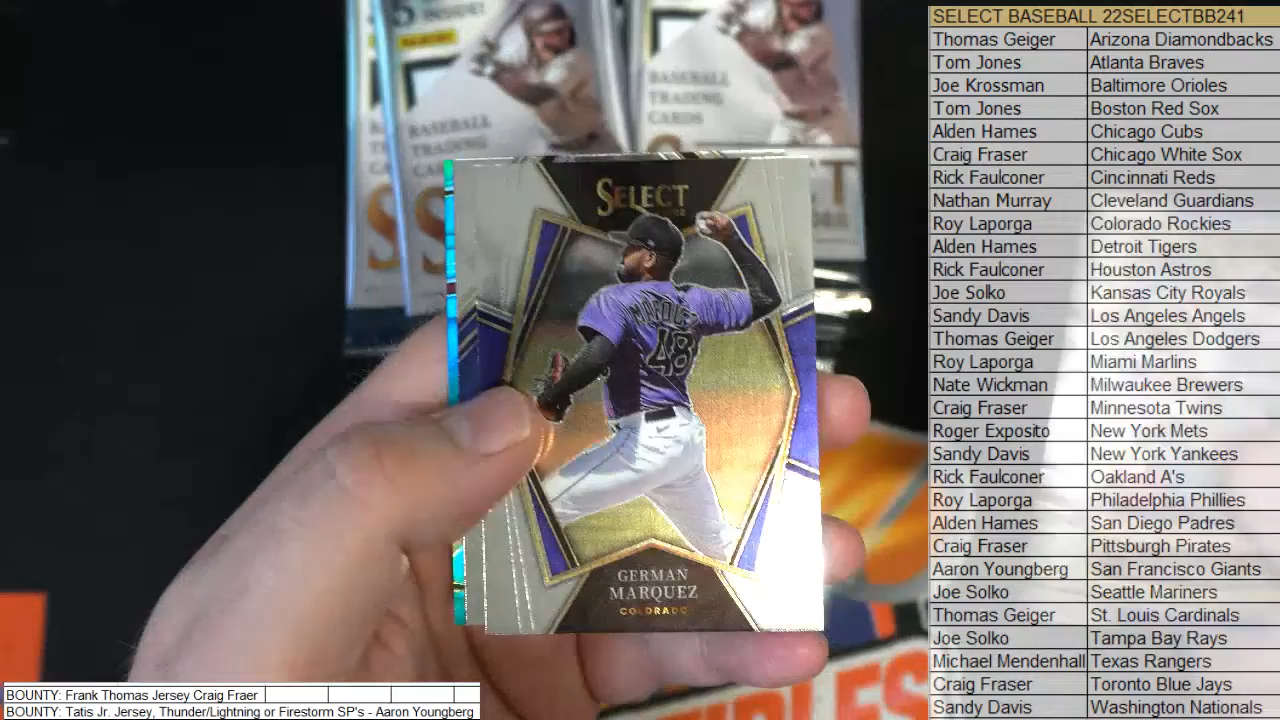 SELECT BASEBALL 22SELECTBB241
Thomas Geiger Arizona Diamondbacks
Tom Jones Atlanta Braves
Joe Krossman Baltimore Orioles
Tom Jones Boston Red Sox
Alden Hames Chicago Cubs
Craig Fraser Chicago White Sox
Rick Faulconer Cincinnati Reds
Nathan Murray Cleveland Guardians
Roy Laporga Colorado Rockies
Alden Hames Detroit Tigers
Rick Faulconer Houston Astros
Joe Solko Kansas City Royals
Sandy Davis Los Angeles Angels
Thomas Geiger Los Angeles Dodgers
Roy Laporga Miami Marlins
Nate Wickman Milwaukee Brewers
Craig Fraser Minnesota Twins
Roger Exposito New York Mets
Sandy Davis New York Yankees
Rick Faulconer Oakland A's
Roy Laporga Philadelphia Phillies
Alden Hames San Diego Padres
Craig Fraser Pittsburgh Pirates
Aaron Youngberg San Francisco Giants
Joe Solko Seattle Mariners
Thomas Geiger St. Louis Cardinals
Joe Solko Tampa Bay Rays
Michael Mendenhall Texas Rangers
Craig Fraser Toronto Blue Jays
Sandy Davis Washington Nationals
BASEBALL
TRADING
BASEBALL
TRADING
CARDS
SELECT
MARQUEZ
48
GERMAN
MARQUEZ
COLORADO
BOUNTY: Frank Thomas Jersey Craig Fraer
BOUNTY: Tatis Jr. Jersey, Thunder/Lightning or Firestorm SP's - Aaron Youngberg